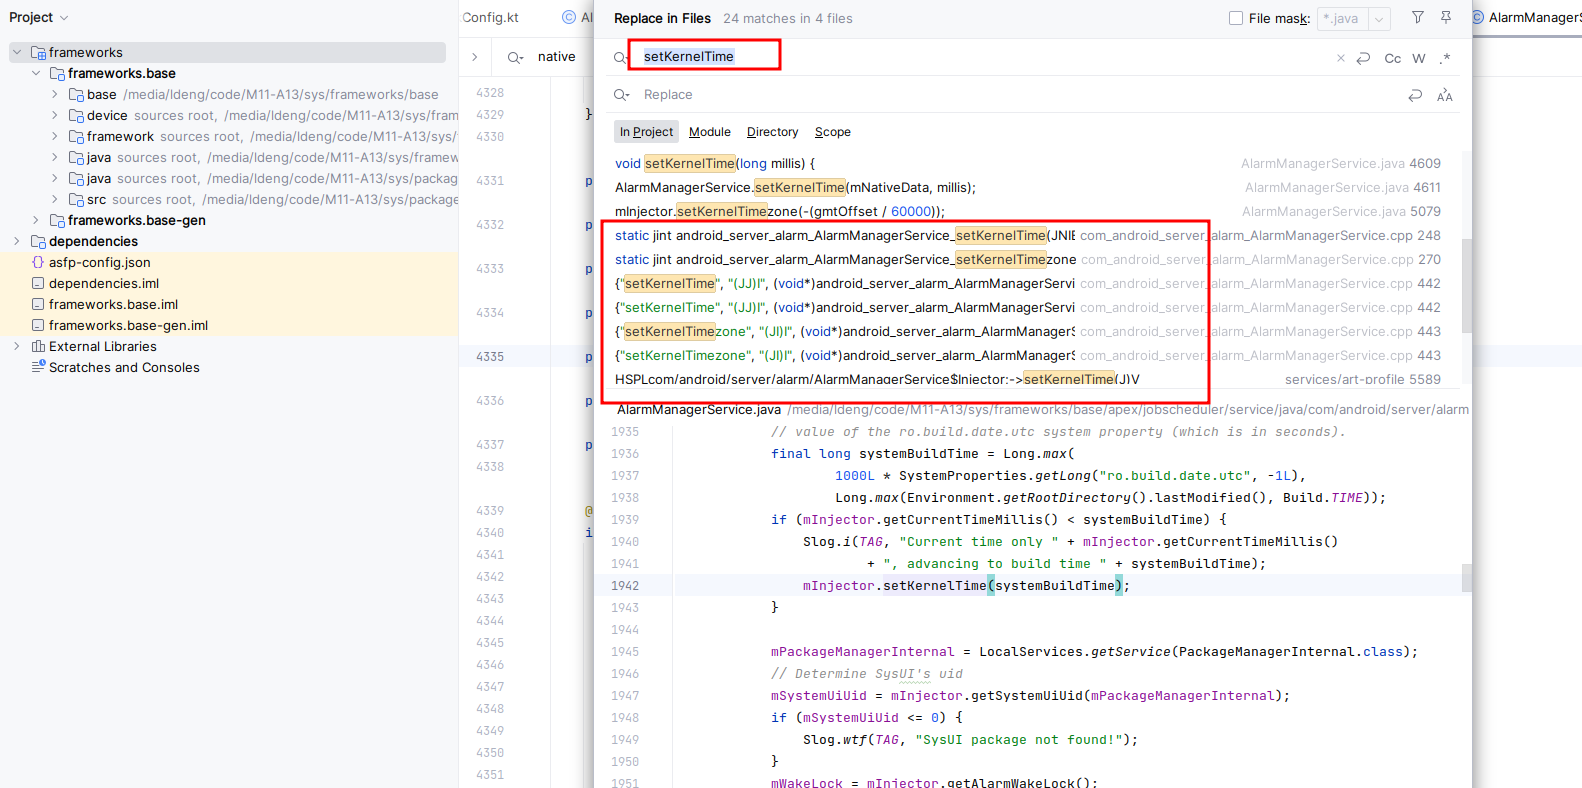 Project
frameworks
frameworks.base
base /media/ldeng/code/M11-A13/sys/frameworks/base
device sources root, /media/ldeng/code/M11-A13/sys/fram
framework sources root, /media/ldeng/code/M11-A13/sys/
java sources root, /media/ldeng/code/M11-A13/sys/framew
java sources root, /media/ldeng/code/M11-A13/sys/packag
src sources root, /media/ldeng/code/M11-A13/sys/package
frameworks.base-gen
dependencies
asfp-config.json
dependencies.iml
frameworks.base.iml
frameworks.base-gen.iml
External Libraries
Scratches and Consoles
Config.kt
Al
AlarmManagerS
native
4328
4329 }
4330
4331 p
4332 p
4333 p
4334 p
4335 p
4336 p
4337 p
4338
4339 @
4340 i
4341
4342
4343
4344
4345
4346
4347
4348
4349
4350
4351
Replace in Files 24 matches in 4 files
File mask: *.java
setKernelTime
Cc W .*
Replace
In Project Module Directory Scope
void setKernelTime(long millis) { AlarmManagerService.java 4609
AlarmManagerService.setKernelTime(mNativeData, millis); AlarmManagerService.java 4611
mInjector.setKernelTimezone(-(gmtOffset / 60000)); AlarmManagerService.java 5079
static jint android_server_alarm_AlarmManagerService_setKernelTime(JNIE com_android_server_alarm_AlarmManagerService.cpp 248
static jint android_server_alarm_AlarmManagerService_setKernelTimezone com_android_server_alarm_AlarmManagerService.cpp 270
{"setKernelTime", "(JJ)I", (void*)android_server_alarm_AlarmManagerServi com_android_server_alarm_AlarmManagerService.cpp 442
{"setKernelTime", "(JJ)I", (void*)android_server_alarm_AlarmManagerServi com_android_server_alarm_AlarmManagerService.cpp 442
{"setKernelTimezone", "(JI)I", (void*)android_server_alarm_AlarmManagerS com_android_server_alarm_AlarmManagerService.cpp 443
{"setKernelTimezone", "(JI)I", (void*)android_server_alarm_AlarmManagerS com_android_server_alarm_AlarmManagerService.cpp 443
HSPLcom/android/server/alarm/AlarmManagerService$Injector;->setKernelTime(J)V services/art-profile 5589
AlarmManagerService.java /media/ldeng/code/M11-A13/sys/frameworks/base/apex/jobscheduler/service/java/com/android/server/alarm
1935 // value of the ro.build.date.utc system property (which is in seconds).
1936 final long systemBuildTime = Long.max(
1937 1000L * SystemProperties.getLong("ro.build.date.utc", -1L),
1938 Long.max(Environment.getRootDirectory().lastModified(), Build.TIME));
1939 if (mInjector.getCurrentTimeMillis() < systemBuildTime) {
1940 Slog.i(TAG, "Current time only " + mInjector.getCurrentTimeMillis()
1941 + ", advancing to build time " + systemBuildTime);
1942 mInjector.setKernelTime(systemBuildTime);
1943 }
1944
1945 mPackageManagerInternal = LocalServices.getService(PackageManagerInternal.class);
1946 // Determine SysUI's uid
1947 mSystemUiUid = mInjector.getSystemUiUid(mPackageManagerInternal);
1948 if (mSystemUiUid <= 0) {
1949 Slog.wtf(TAG, "SysUI package not found!");
1950 }
1951 mWakeLock = mInjector.getAlarmWakeLock();